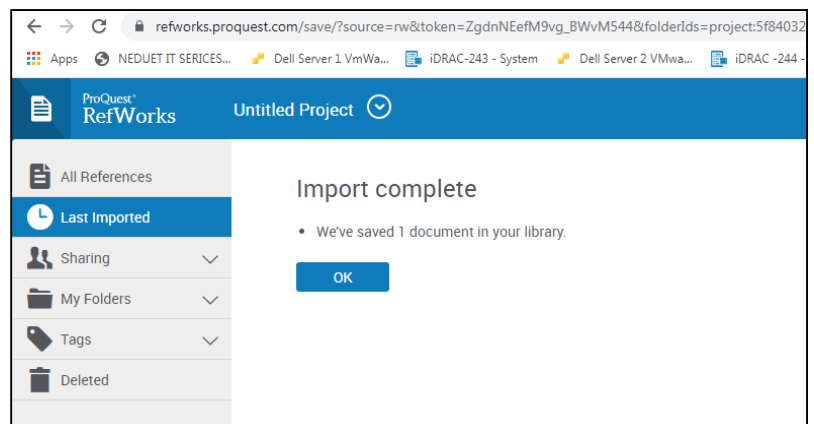 refworks.proquest.com/save/?source=rw&token=ZgdnNEefM9vg_BWvM544&folderIds=project:5f84032
Apps NEDUET IT SERICES... Dell Server 1 VmWa... iDRAC-243 - System Dell Server 2 VMwa... iDRAC -244 -
ProQuest®
RefWorks
Untitled Project
All References
Last Imported
Sharing
My Folders
Tags
Deleted
Import complete
• We've saved 1 document in your library.
OK